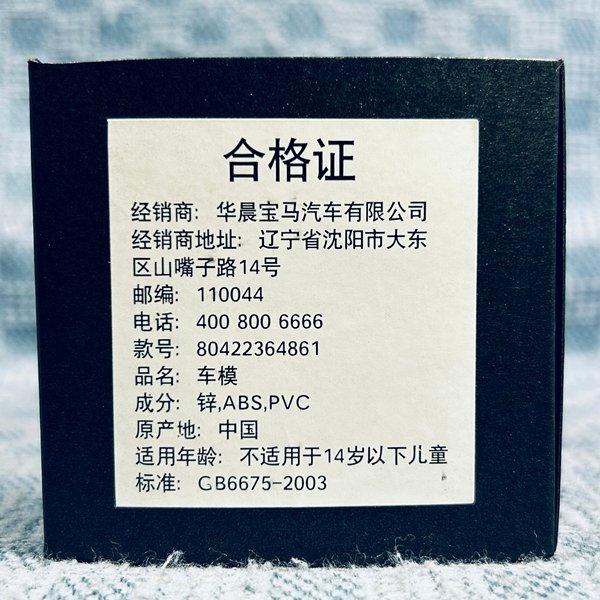 合格证
经销商: 华晨宝马汽车有限公司
经销商地址: 辽宁省沈阳市大东
区山嘴子路14号
邮编: 110044
电话: 400 800 6666
款号: 80422364861
品名: 车模
成分: 锌,ABS,PVC
原产地: 中国
适用年龄: 不适用于14岁以下儿童
标准: GB6675-2003